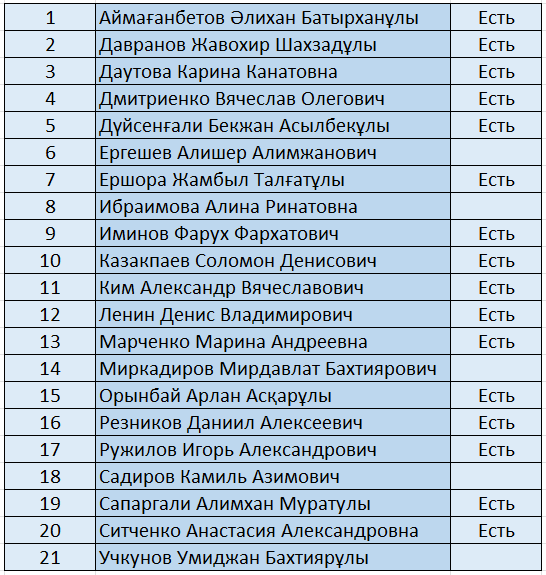 1 Аймағанбетов Әлихан Батырханұлы Есть
2 Давранов Жавохир Шахзадұлы Есть
3 Даутова Карина Канатовна Есть
4 Дмитриенко Вячеслав Олегович Есть
5 Дүйсенғали Бекжан Асылбекұлы Есть
6 Ергешев Алишер Алимжанович
7 Ершора Жамбыл Талғатұлы Есть
8 Ибраимова Алина Ринатовна
9 Иминов Фарух Фархатович Есть
10 Казакпаев Соломон Денисович Есть
11 Ким Александр Вячеславович Есть
12 Ленин Денис Владимирович Есть
13 Марченко Марина Андреевна Есть
14 Миркадиров Мирдавлат Бахтиярович
15 Орынбай Арлан Асқарұлы Есть
16 Резников Даниил Алексеевич Есть
17 Ружилов Игорь Александрович Есть
18 Садиров Камиль Азимович
19 Сапаргали Алимхан Муратулы Есть
20 Ситченко Анастасия Александровна Есть
21 Учкунов Умиджан Бахтиярұлы